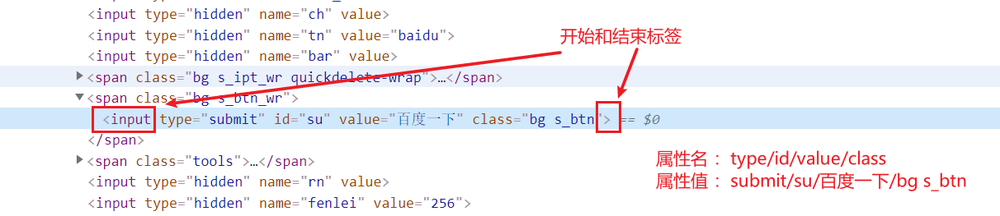 <input type="hidden" name="ch" value>
<input type="hidden" name="tn" value="baidu">
开始和结束标签
<input type="hidden" name="bar" value>
<span class="bg s_ipt_wr quickdelete-wrap">…</span>
<span class="bg s_btn_wr">
<input type="submit" id="su" value="百度一下" class="bg s_btn"> == $0
</span>
<span class="tools">…</span>
属性名： type/id/value/class
<input type="hidden" name="rn" value>
属性值： submit/su/百度一下/bg s_btn
<input type="hidden" name="fenlei" value="256">